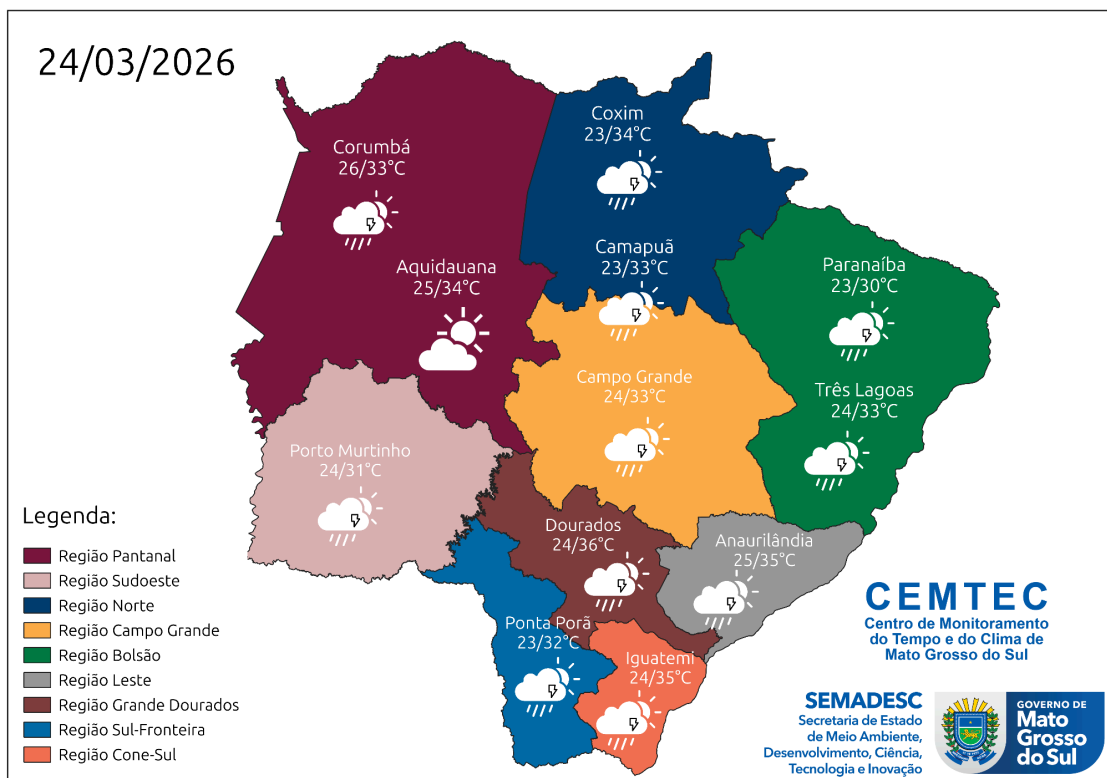 24/03/2026
Coxim
23/34°C
Corumbá
26/33°C
Camapuã
23/33°C
Aquidauana
25/34°C
Paranaíba
23/30°C
Campo Grande
24/33°C
Três Lagoas
24/33°C
Porto Murtinho
24/31°C
Dourados
24/36°C
Anaurilândia
25/35°C
Ponta Porã
23/32°C
Iguatemi
24/35°C
Legenda:
Região Pantanal
Região Sudoeste
Região Norte
Região Campo Grande
Região Bolsão
Região Leste
Região Grande Dourados
Região Sul-Fronteira
Região Cone-Sul
CEMTEC
Centro de Monitoramento
do Tempo e do Clima de
Mato Grosso do Sul
SEMADESC
Secretaria de Estado
de Meio Ambiente,
Desenvolvimento, Ciência,
Tecnologia e Inovação
GOVERNO DE
Mato
Grosso
do Sul